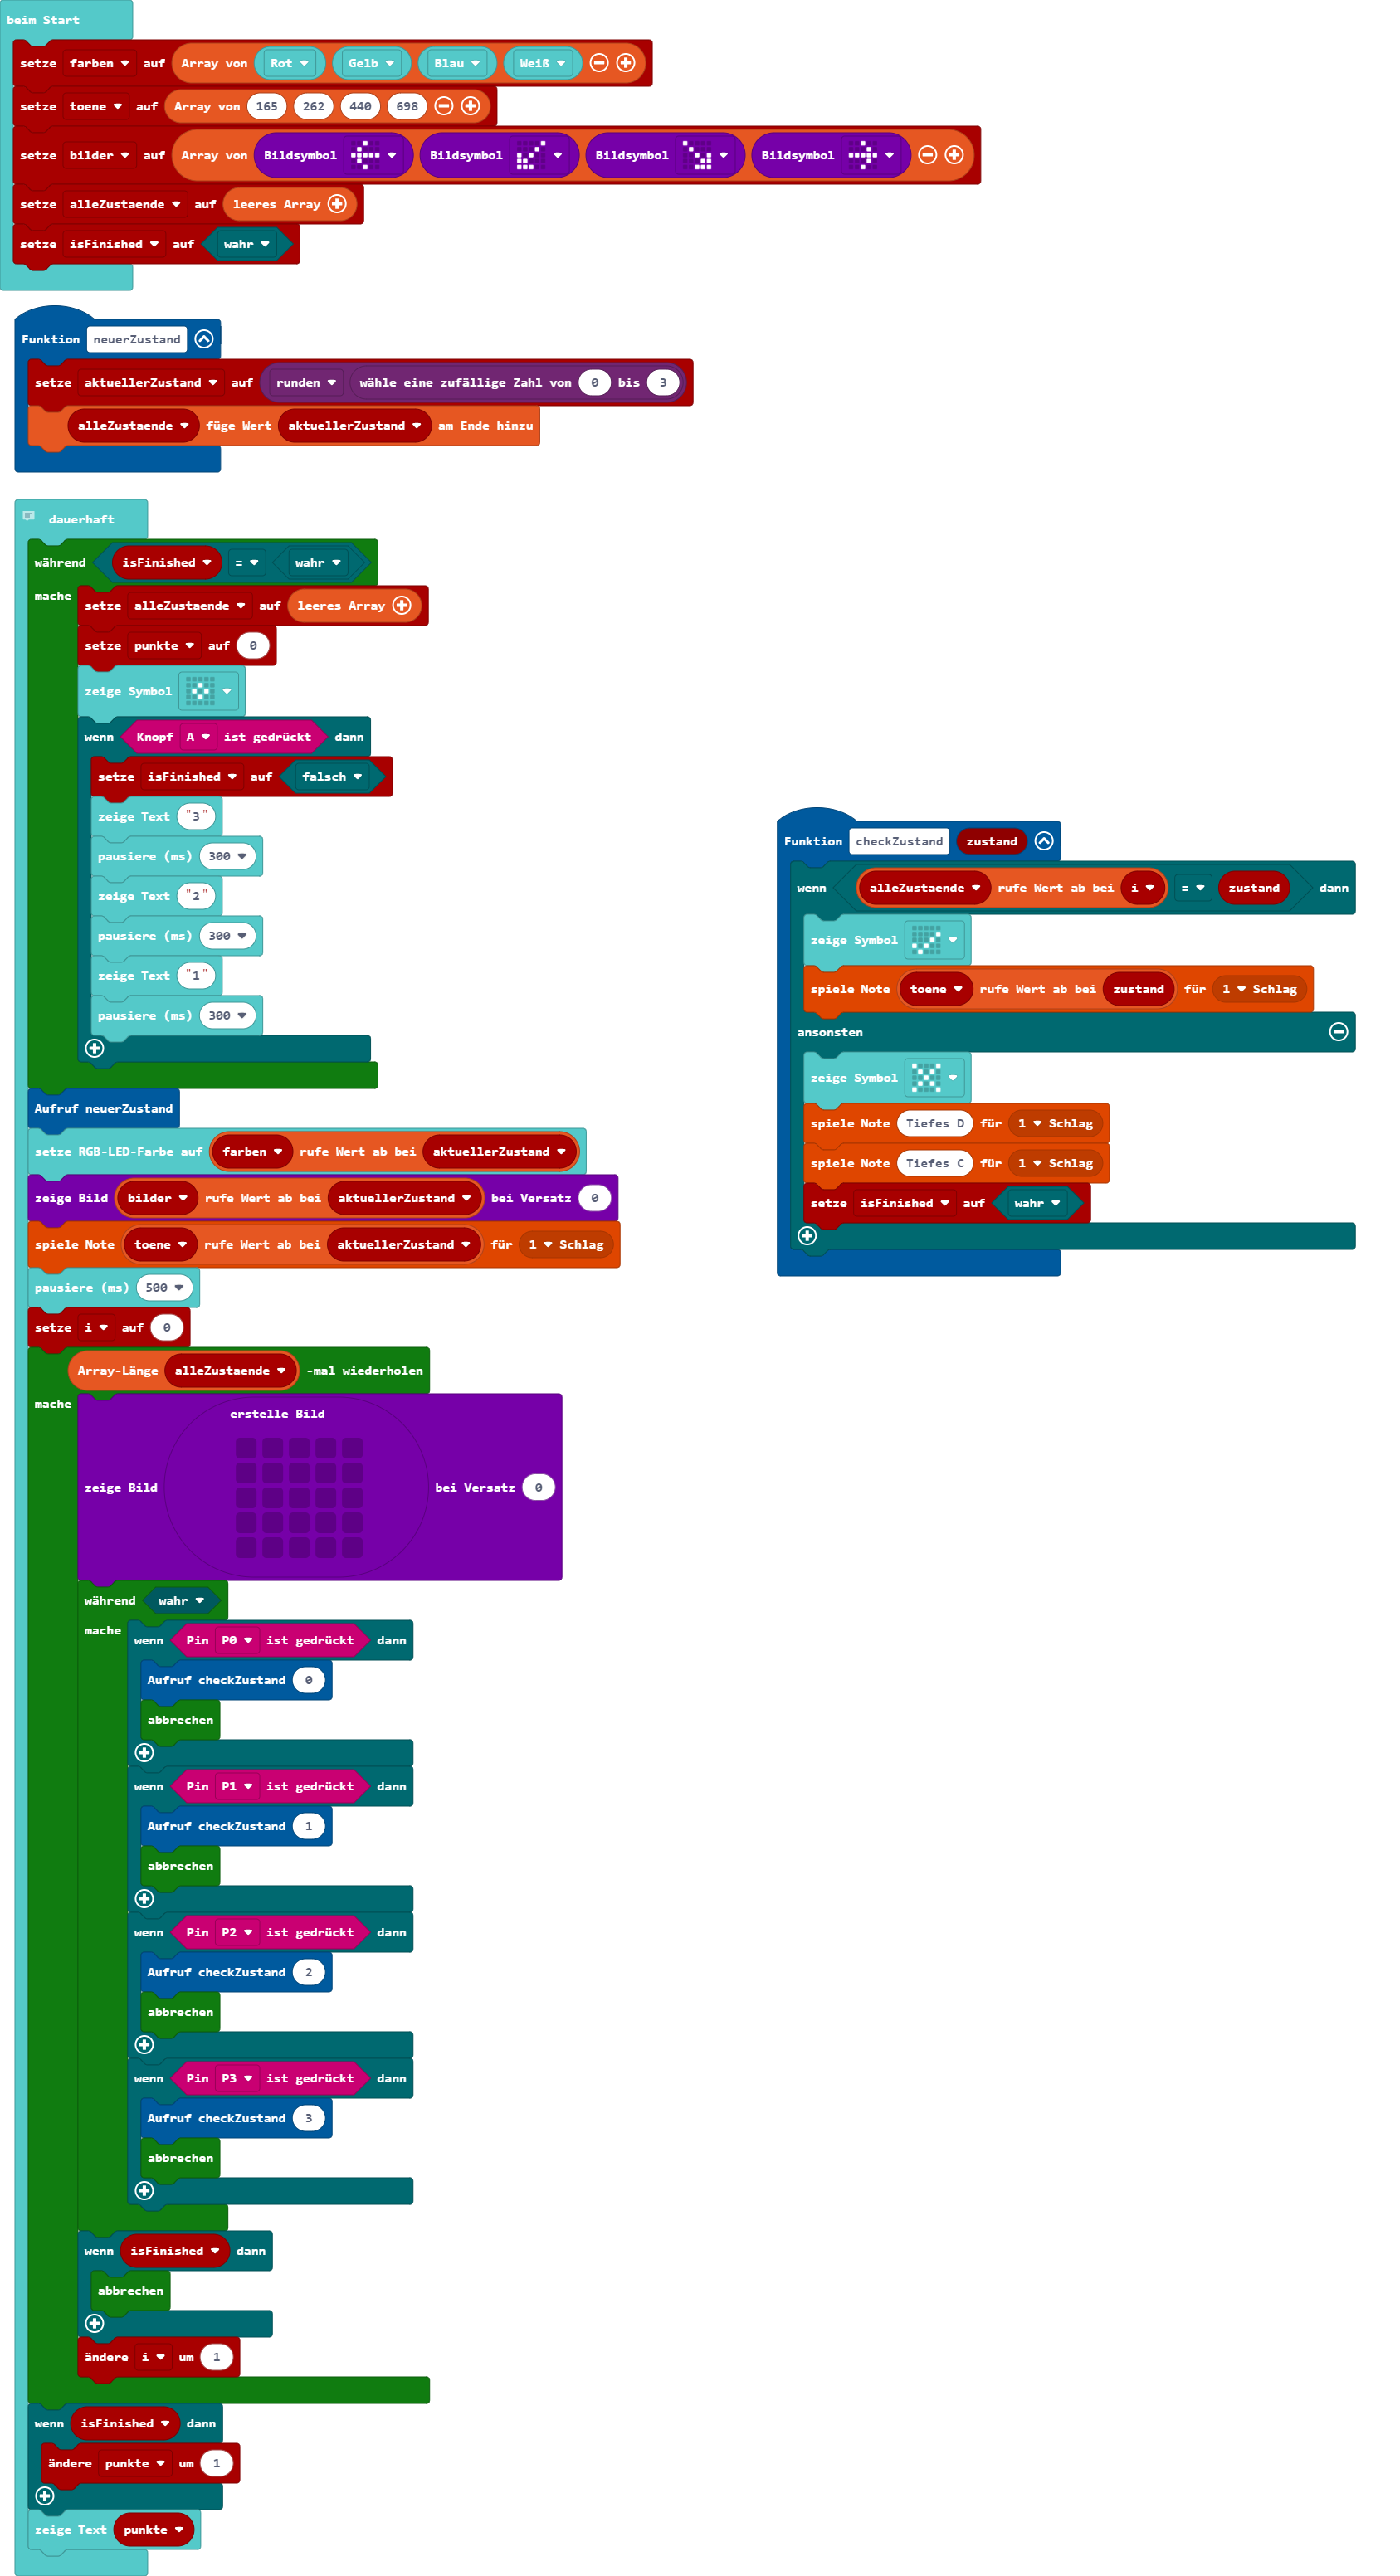 beim Start
setze farben auf Array von Rot Gelb Blau Weiß
setze toene auf Array von 165 262 440 698
setze bilder auf Array von Bildsymbol Bildsymbol Bildsymbol Bildsymbol
setze alleZustaende auf leeres Array
setze isFinished auf wahr
Funktion neuerZustand
setze aktuellerZustand auf runden wähle eine zufällige Zahl von 0 bis 3
alleZustaende füge Wert aktuellerZustand am Ende hinzu
dauerhaft
während isFinished = wahr
mache
setze alleZustaende auf leeres Array
setze punkte auf 0
zeige Symbol
wenn Knopf A ist gedrückt dann
setze isFinished auf falsch
zeige Text "3"
pausiere (ms) 300
zeige Text "2"
pausiere (ms) 300
zeige Text "1"
pausiere (ms) 300
Aufruf neuerZustand
setze RGB-LED-Farbe auf farben rufe Wert ab bei aktuellerZustand
zeige Bild bilder rufe Wert ab bei aktuellerZustand bei Versatz 0
spiele Note toene rufe Wert ab bei aktuellerZustand für 1 Schlag
pausiere (ms) 500
setze i auf 0
Array-Länge alleZustaende -mal wiederholen
mache
erstelle Bild
zeige Bild bei Versatz 0
während wahr
mache
wenn Pin P0 ist gedrückt dann
Aufruf checkZustand 0
abbrechen
wenn Pin P1 ist gedrückt dann
Aufruf checkZustand 1
abbrechen
wenn Pin P2 ist gedrückt dann
Aufruf checkZustand 2
abbrechen
wenn Pin P3 ist gedrückt dann
Aufruf checkZustand 3
abbrechen
wenn isFinished dann
abbrechen
ändere i um 1
wenn isFinished dann
ändere punkte um 1
zeige Text punkte
Funktion checkZustand zustand
wenn alleZustaende rufe Wert ab bei i = zustand dann
zeige Symbol
spiele Note toene rufe Wert ab bei zustand für 1 Schlag
ansonsten
zeige Symbol
spiele Note Tiefes D für 1 Schlag
spiele Note Tiefes C für 1 Schlag
setze isFinished auf wahr